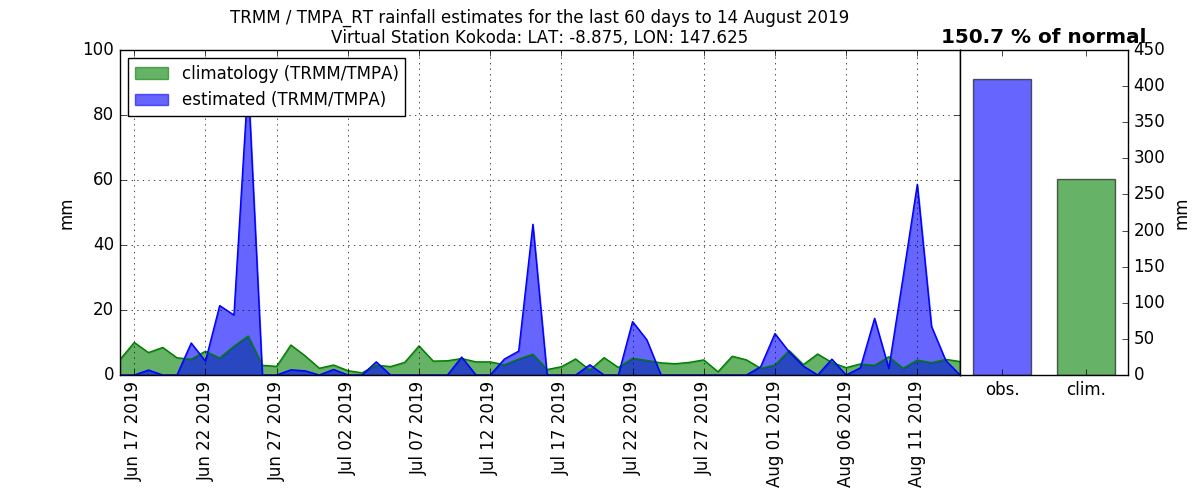 TRMM / TMPA_RT rainfall estimates for the last 60 days to 14 August 2019
Virtual Station Kokoda: LAT: -8.875, LON: 147.625
150.7 % of normal
climatology (TRMM/TMPA)
estimated (TRMM/TMPA)
mm
100
80
60
40
20
0
Jun 17 2019
Jun 22 2019
Jun 27 2019
Jul 02 2019
Jul 07 2019
Jul 12 2019
Jul 17 2019
Jul 22 2019
Jul 27 2019
Aug 01 2019
Aug 06 2019
Aug 11 2019
obs.
clim.
450
400
350
300
250
200
150
100
50
0
mm